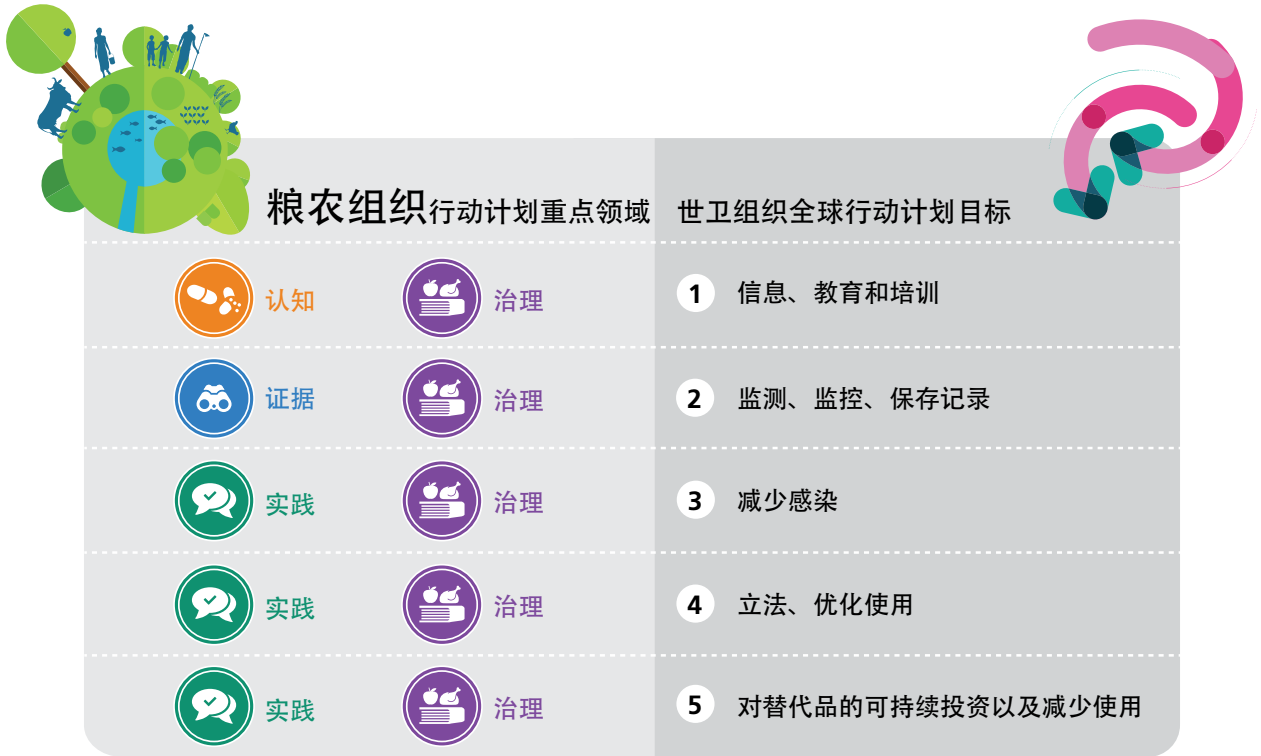 粮农组织行动计划重点领域 世卫组织全球行动计划目标
认知 治理 1 信息、教育和培训
证据 治理 2 监测、监控、保存记录
实践 治理 3 减少感染
实践 治理 4 立法、优化使用
实践 治理 5 对替代品的可持续投资以及减少使用